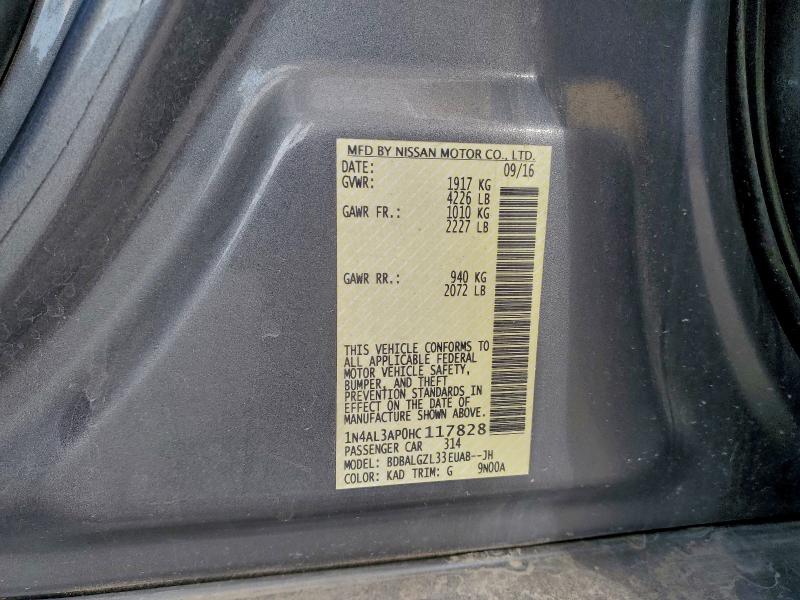 MFD BY NISSAN MOTOR CO., LTD.
DATE: 09/16
GVWR: 1917 KG
4226 LB
GAWR FR.: 1010 KG
2227 LB
GAWR RR.: 940 KG
2072 LB
THIS VEHICLE CONFORMS TO
ALL APPLICABLE FEDERAL
MOTOR VEHICLE SAFETY,
BUMPER, AND THEFT
PREVENTION STANDARDS IN
EFFECT ON THE DATE OF
MANUFACTURE SHOWN ABOVE.
1N4AL3AP0HC117828
PASSENGER CAR 314
MODEL: BDBALGZL33EUAB--JH
COLOR: KAD TRIM: G 9N00A